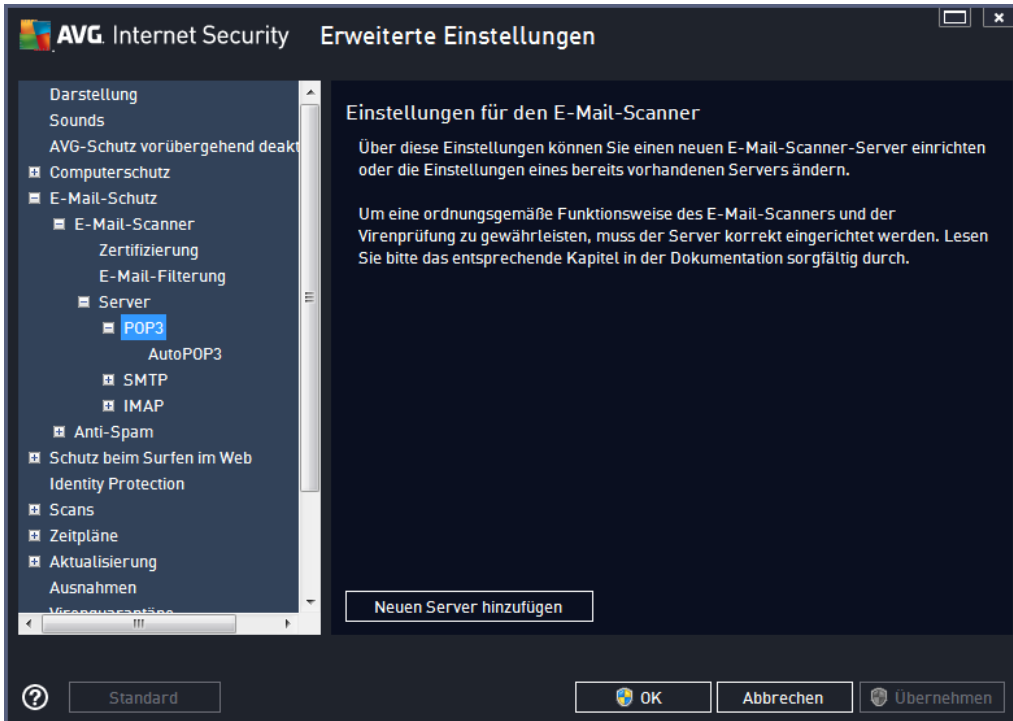 AVG. Internet Security Erweiterte Einstellungen
Darstellung
Sounds
AVG-Schutz vorübergehend deakt
Computerschutz
E-Mail-Schutz
E-Mail-Scanner
Zertifizierung
E-Mail-Filterung
Server
POP3
AutoPOP3
SMTP
IMAP
Anti-Spam
Schutz beim Surfen im Web
Identity Protection
Scans
Zeitpläne
Aktualisierung
Ausnahmen
Virenquarantäne
Einstellungen für den E-Mail-Scanner
Über diese Einstellungen können Sie einen neuen E-Mail-Scanner-Server einrichten
oder die Einstellungen eines bereits vorhandenen Servers ändern.
Um eine ordnungsgemäße Funktionsweise des E-Mail-Scanners und der
Virenprüfung zu gewährleisten, muss der Server korrekt eingerichtet werden. Lesen
Sie bitte das entsprechende Kapitel in der Dokumentation sorgfältig durch.
Neuen Server hinzufügen
Standard
OK
Abbrechen
Übernehmen